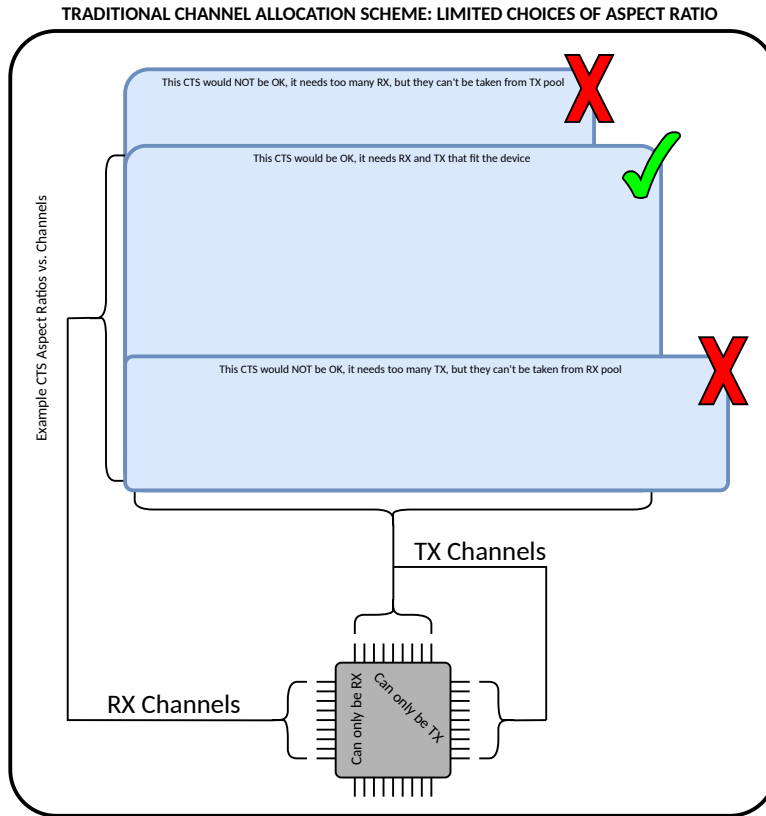 TRADITIONAL CHANNEL ALLOCATION SCHEME: LIMITED CHOICES OF ASPECT RATIO
This CTS would NOT be OK, it needs too many RX, but they can't be taken from TX pool
This CTS would be OK, it needs RX and TX that fit the device
Example CTS Aspect Ratios vs. Channels
This CTS would NOT be OK, it needs too many TX, but they can't be taken from RX pool
TX Channels
RX Channels
Can only be RX
Can only be TX